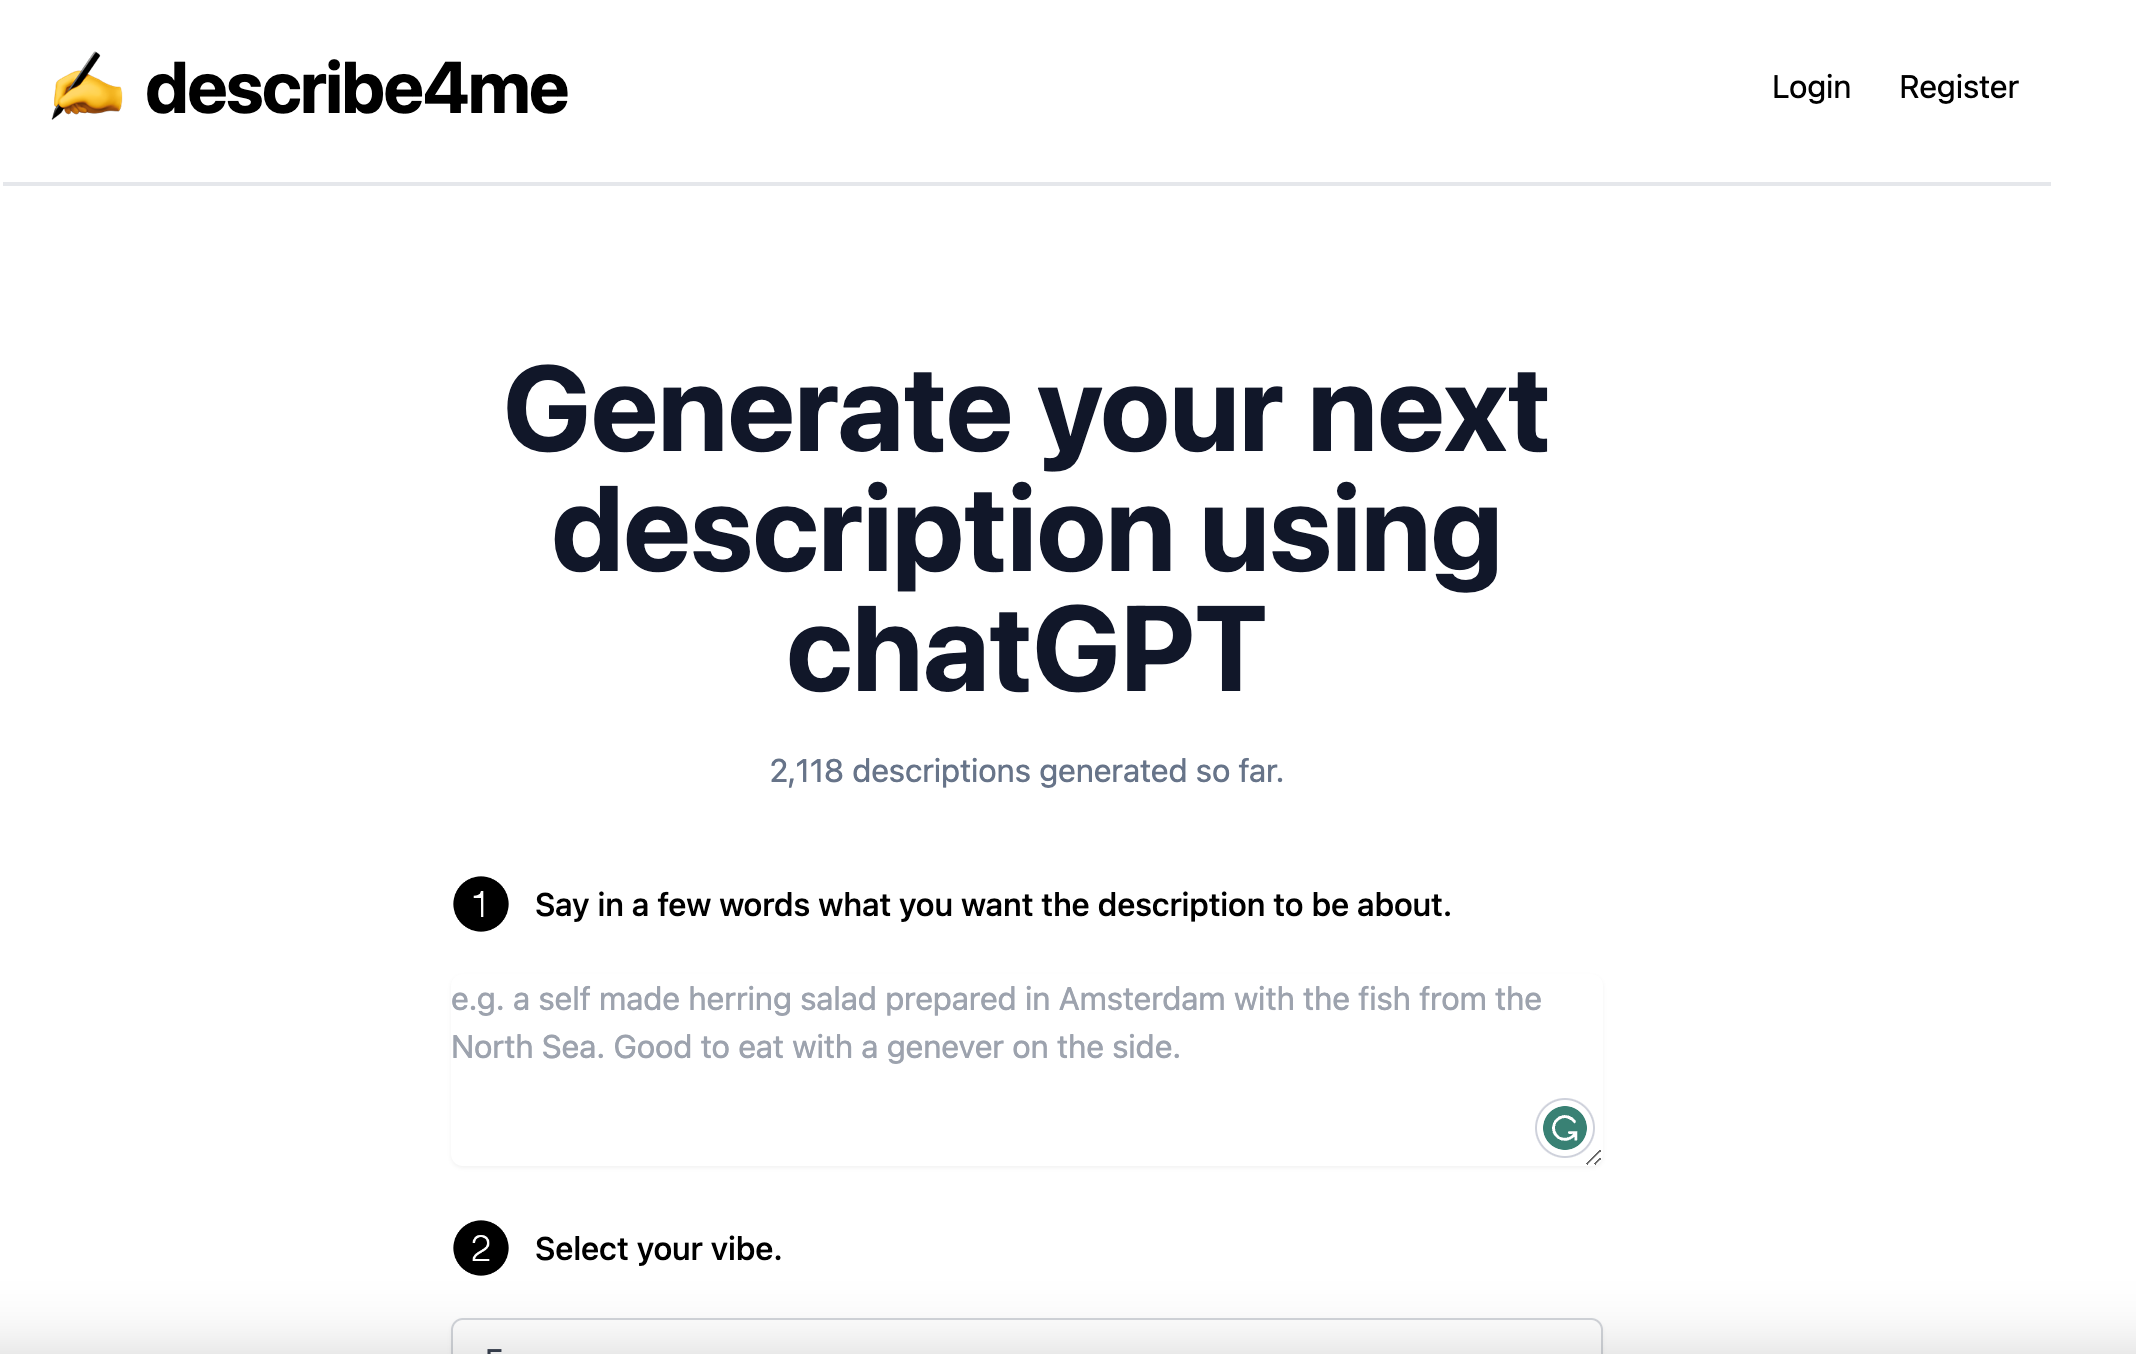 describe4me
Login Register
Generate your next
description using
chatGPT
2,118 descriptions generated so far.
1 Say in a few words what you want the description to be about.
e.g. a self made herring salad prepared in Amsterdam with the fish from the
North Sea. Good to eat with a genever on the side.
2 Select your vibe.